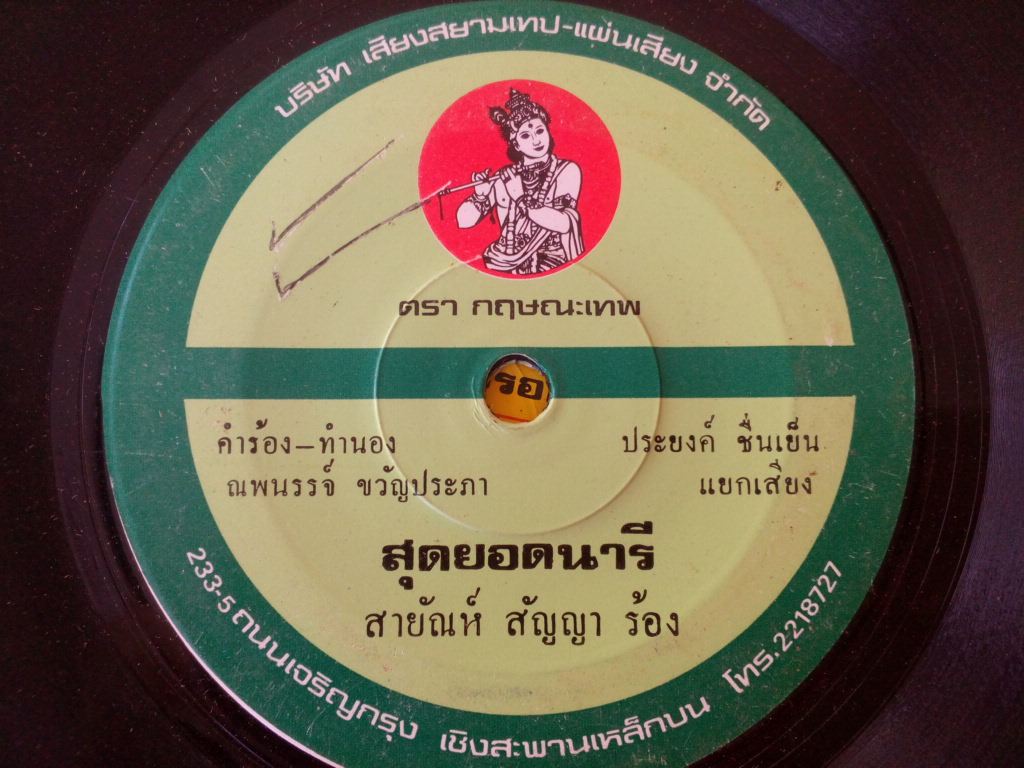 บริษัท เสียงสยามเทป-แผ่นเสียง จำกัด
ตรา กฤษณะเทพ
รอ
คำร้อง–ทำนอง
ณพนรรจ์ ขวัญประภา
ประยงค์ ชื่นเย็น
แยกเสียง
สุดยอดนารี
สายัณห์ สัญญา ร้อง
233-5 ถนนเจริญกรุง เชิงสะพานเหล็กบน โทร.2218727